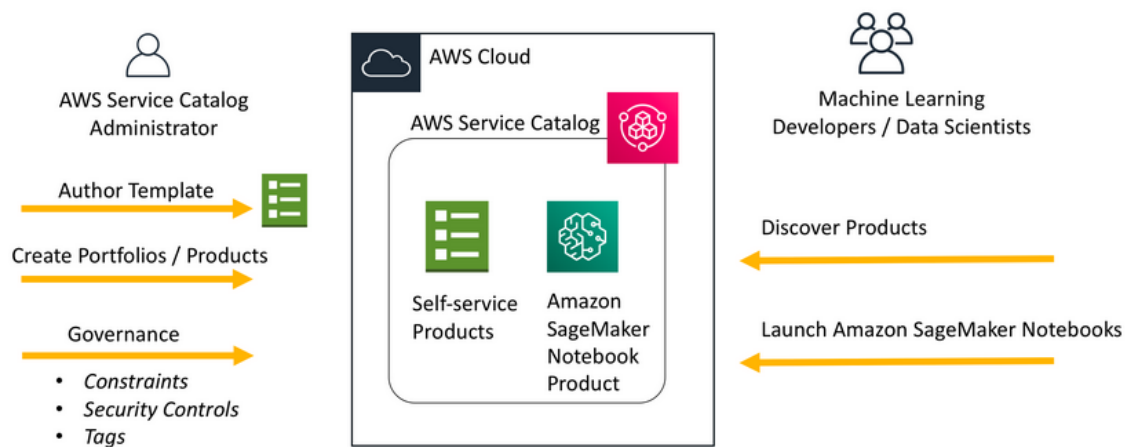 AWS Service Catalog
Administrator
Author Template
Create Portfolios / Products
Governance
• Constraints
• Security Controls
• Tags
AWS Cloud
AWS Service Catalog
Self-service
Products
Amazon
SageMaker
Notebook
Product
Machine Learning
Developers / Data Scientists
Discover Products
Launch Amazon SageMaker Notebooks